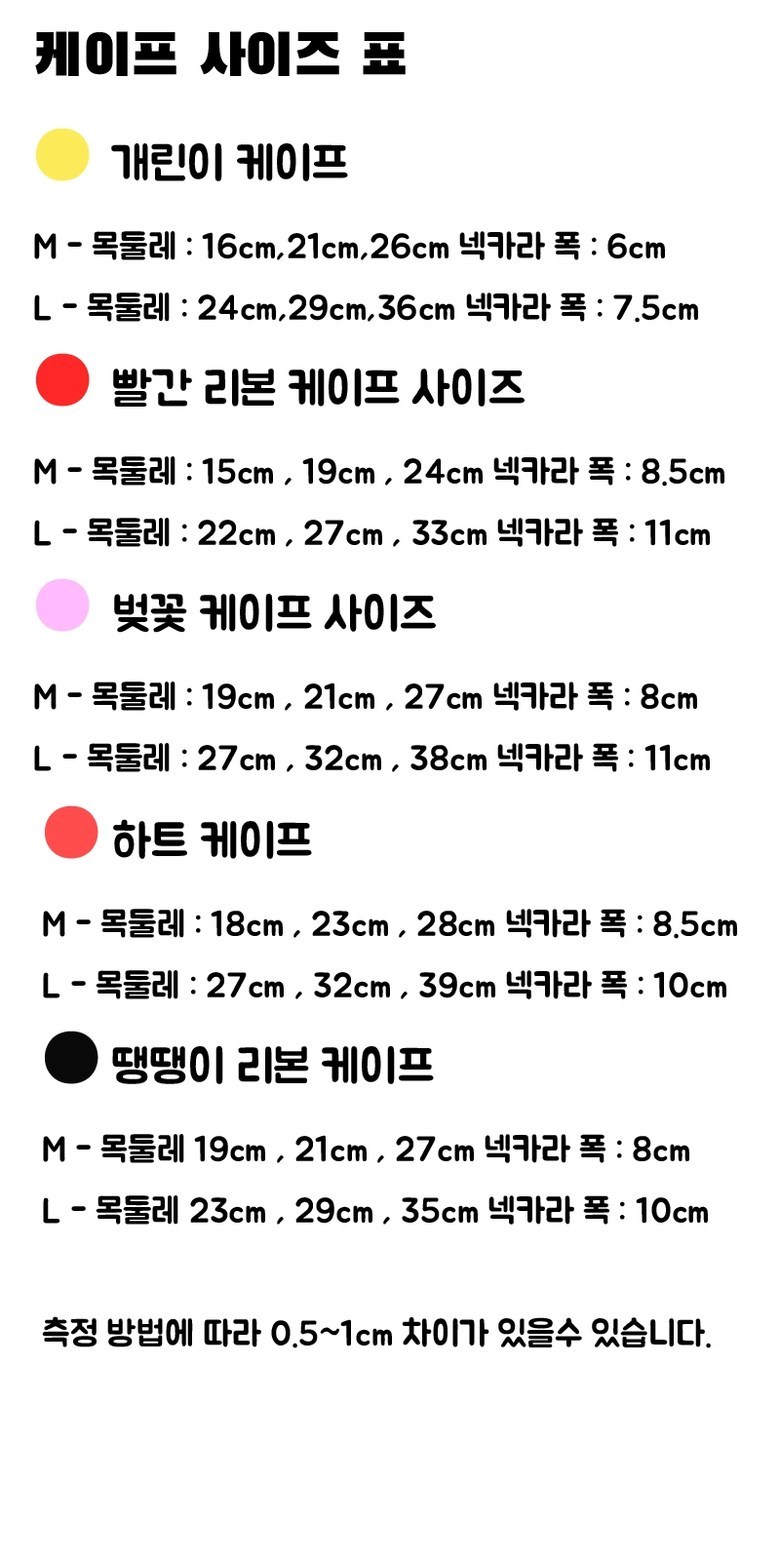 케이프 사이즈 표
개린이 케이프
M - 목둘레 : 16cm,21cm,26cm 넥카라 폭 : 6cm
L - 목둘레 : 24cm,29cm,36cm 넥카라 폭 : 7.5cm
빨간 리본 케이프 사이즈
M - 목둘레 : 15cm , 19cm , 24cm 넥카라 폭 : 8.5cm
L - 목둘레 : 22cm , 27cm , 33cm 넥카라 폭 : 11cm
벚꽃 케이프 사이즈
M - 목둘레 : 19cm , 21cm , 27cm 넥카라 폭 : 8cm
L - 목둘레 : 27cm , 32cm , 38cm 넥카라 폭 : 11cm
하트 케이프
M - 목둘레 : 18cm , 23cm , 28cm 넥카라 폭 : 8.5cm
L - 목둘레 : 27cm , 32cm , 39cm 넥카라 폭 : 10cm
땡땡이 리본 케이프
M - 목둘레 19cm , 21cm , 27cm 넥카라 폭 : 8cm
L - 목둘레 23cm , 29cm , 35cm 넥카라 폭 : 10cm
측정 방법에 따라 0.5~1cm 차이가 있을수 있습니다.